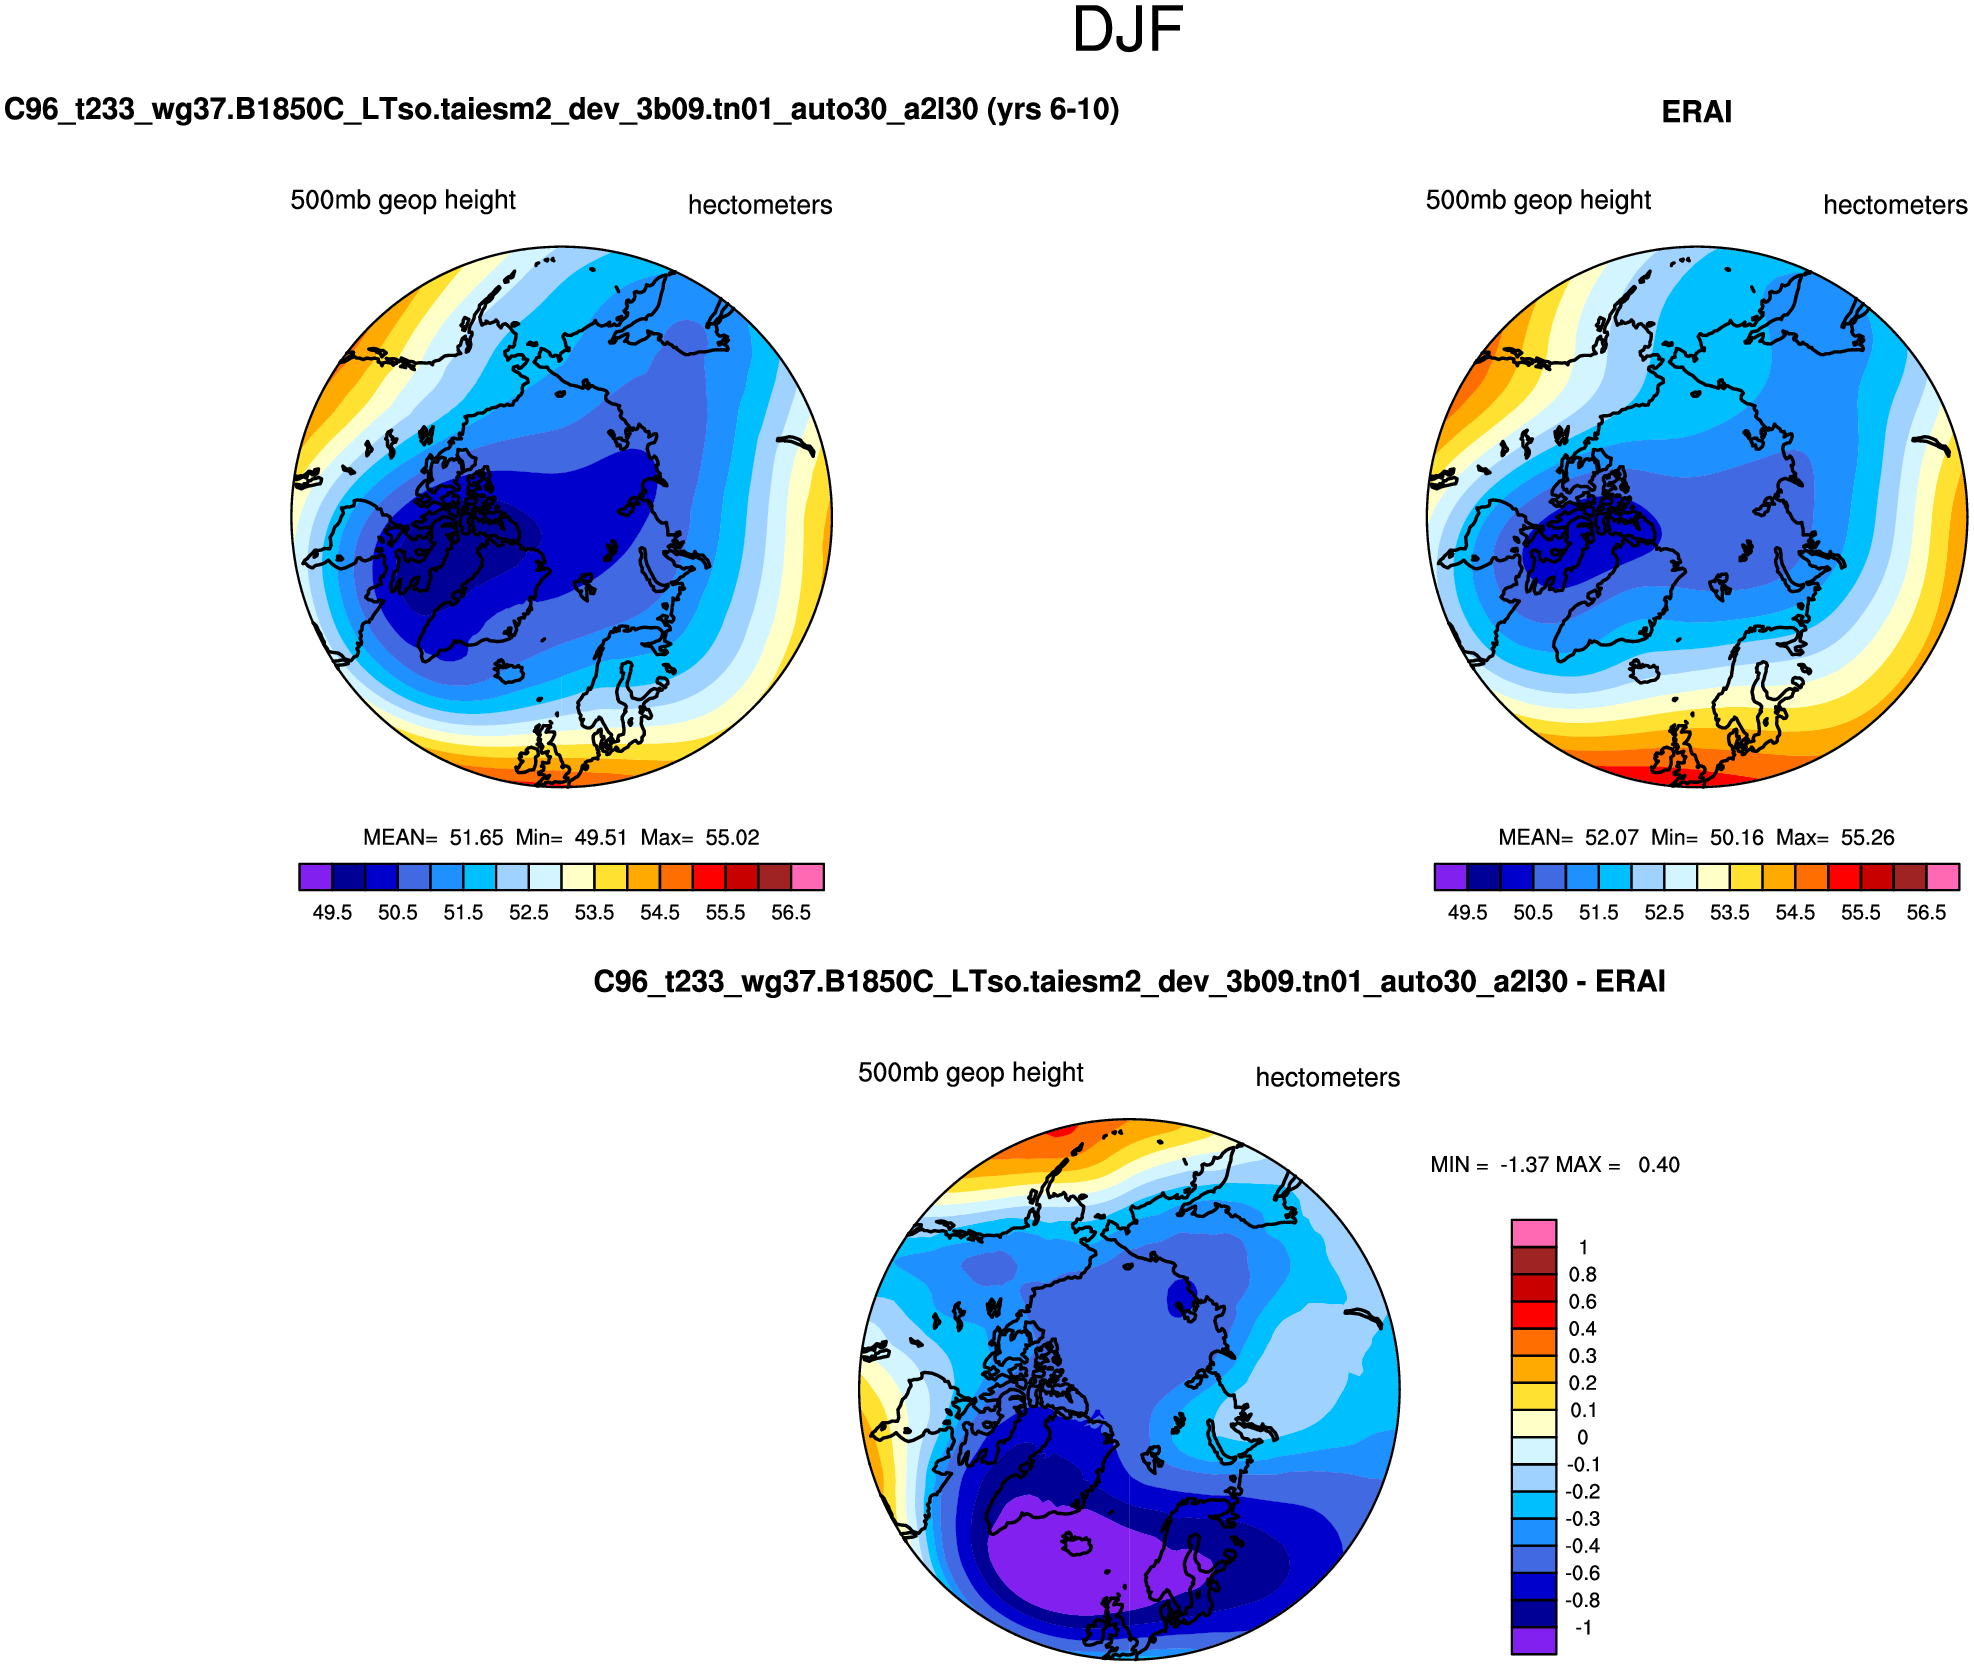 DJF
C96_t233_wg37.B1850C_LTso.taiesm2_dev_3b09.tn01_auto30_a2l30 (yrs 6-10)
ERAI
500mb geop height hectometers
500mb geop height hectometers
MEAN= 51.65 Min= 49.51 Max= 55.02
MEAN= 52.07 Min= 50.16 Max= 55.26
49.5 50.5 51.5 52.5 53.5 54.5 55.5 56.5
49.5 50.5 51.5 52.5 53.5 54.5 55.5 56.5
C96_t233_wg37.B1850C_LTso.taiesm2_dev_3b09.tn01_auto30_a2l30 - ERAI
500mb geop height hectometers
MIN = -1.37 MAX = 0.40
1
0.8
0.6
0.4
0.3
0.2
0.1
0
-0.1
-0.2
-0.3
-0.4
-0.6
-0.8
-1